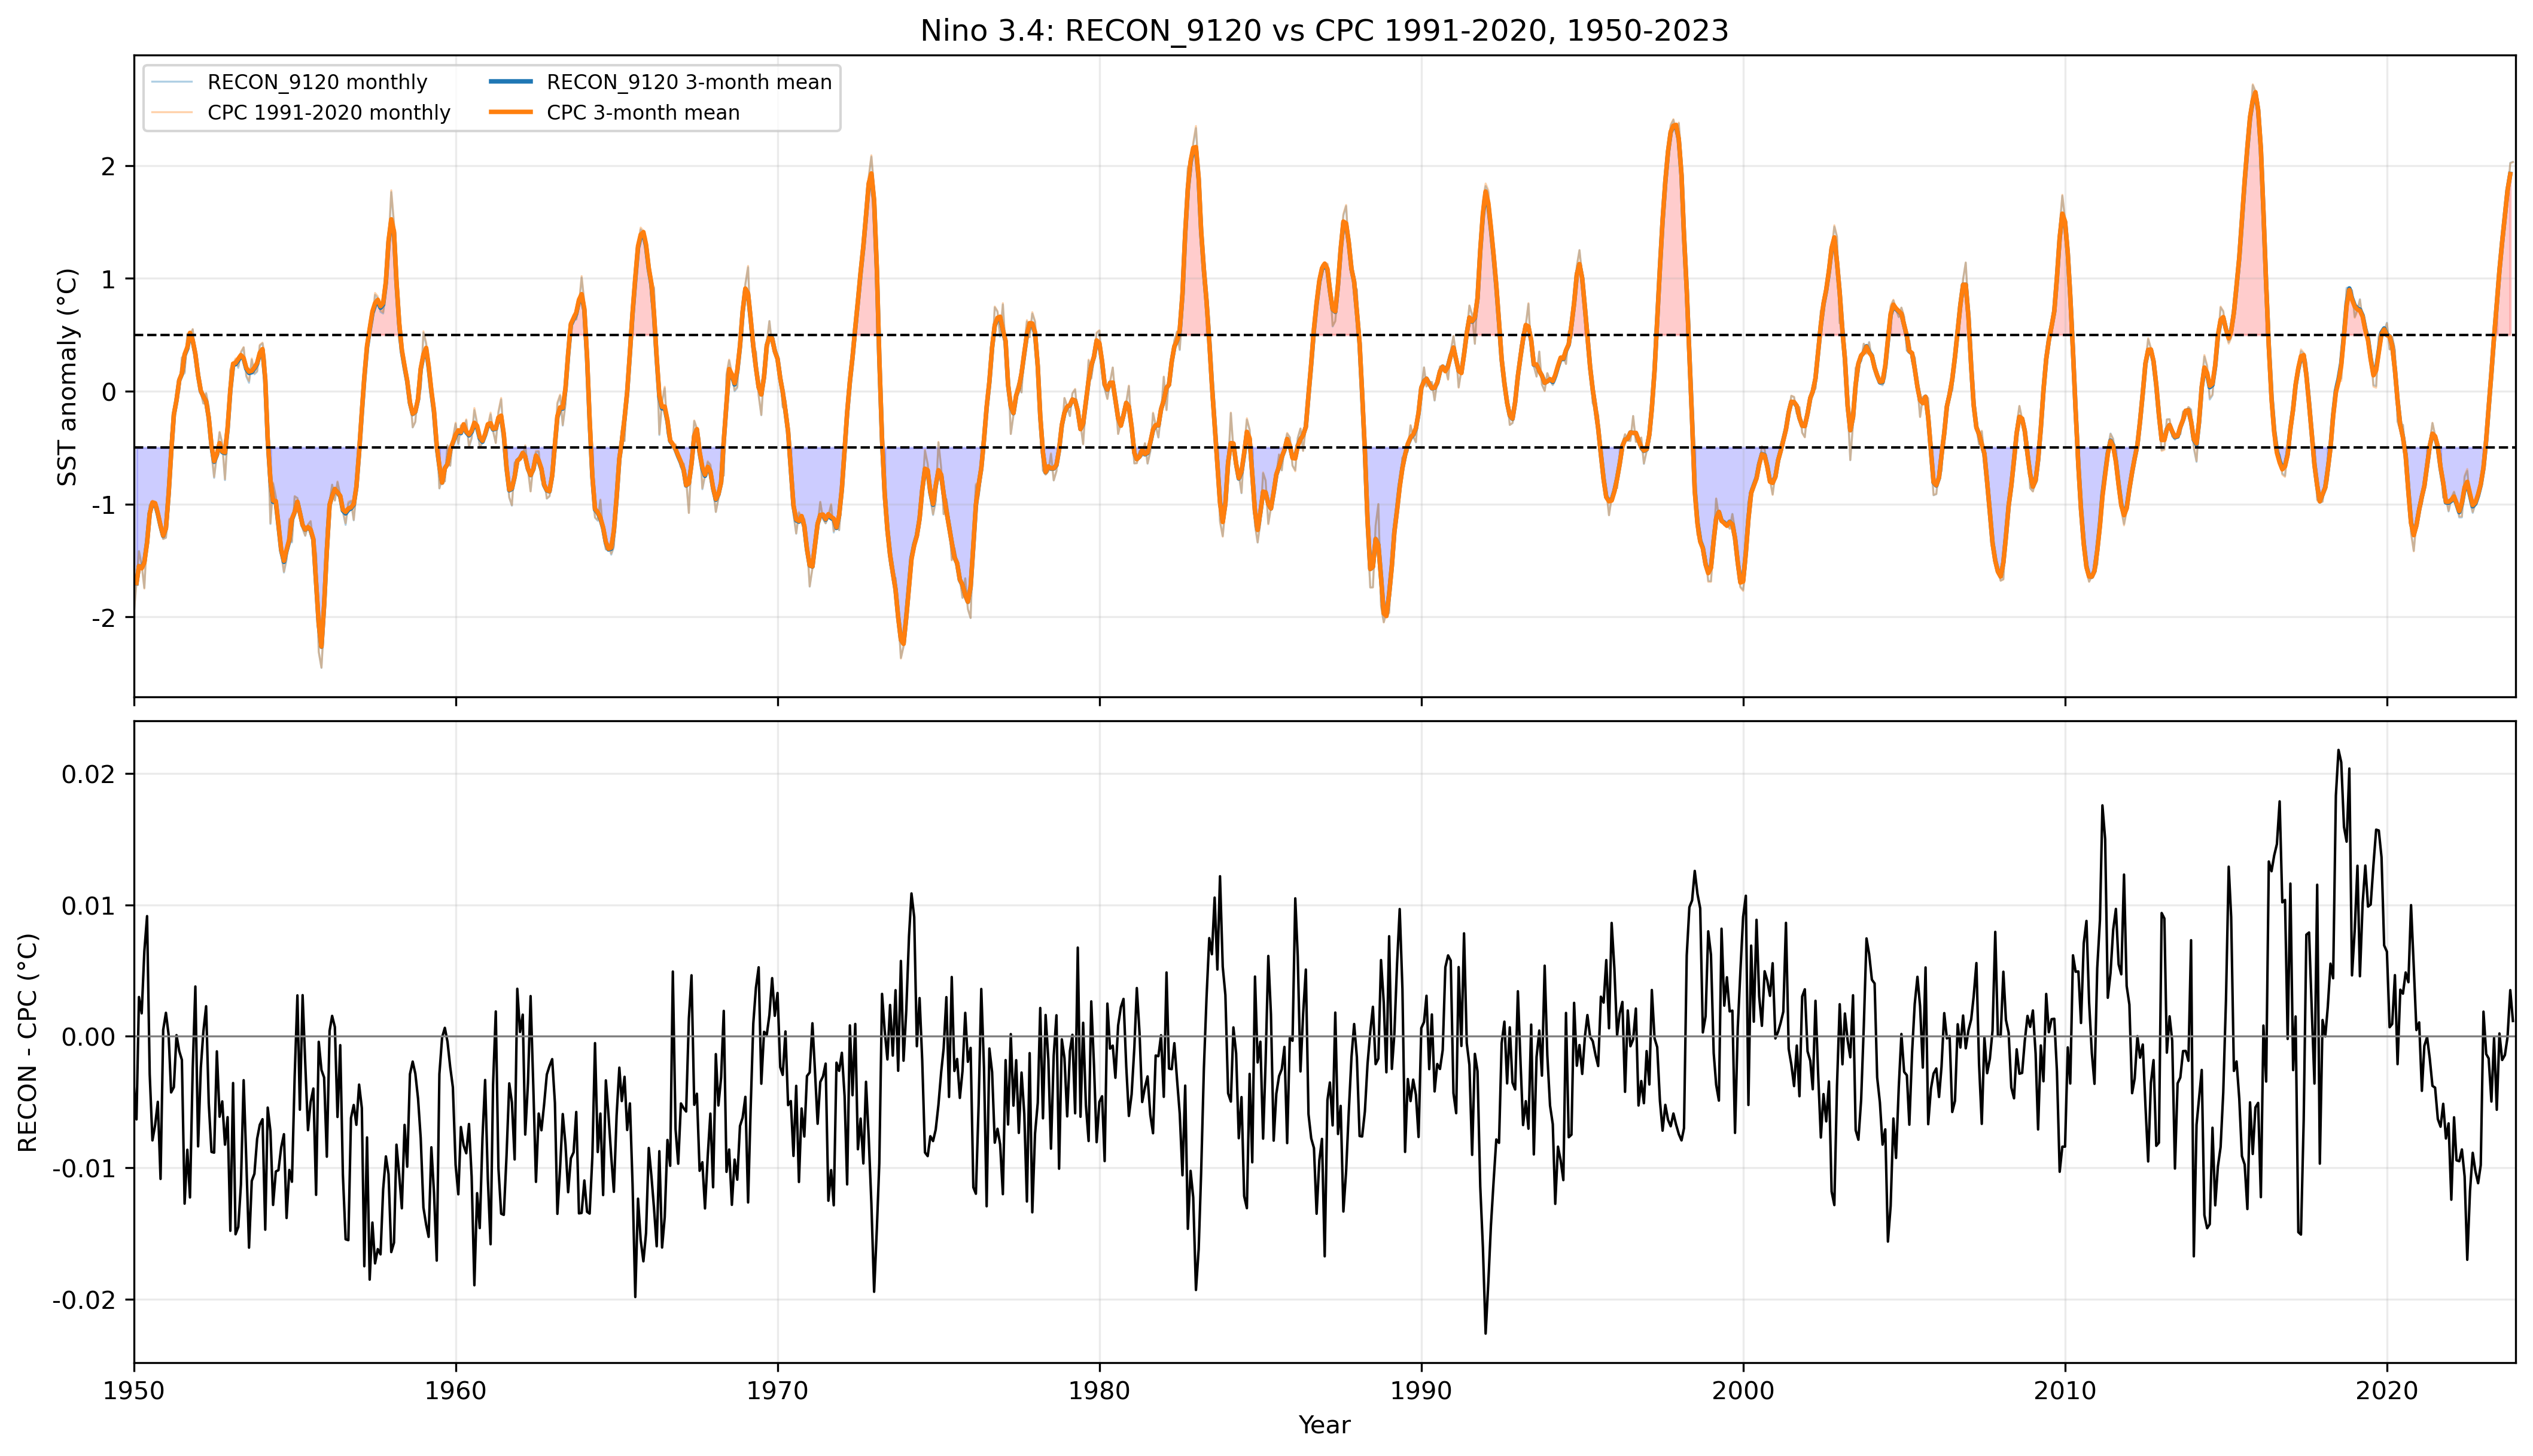 Nino 3.4: RECON_9120 vs CPC 1991-2020, 1950-2023
RECON_9120 monthly
CPC 1991-2020 monthly
RECON_9120 3-month mean
CPC 3-month mean
SST anomaly (°C)
2
1
0
-1
-2
RECON - CPC (°C)
0.02
0.01
0.00
-0.01
-0.02
1950 1960 1970 1980 1990 2000 2010 2020
Year